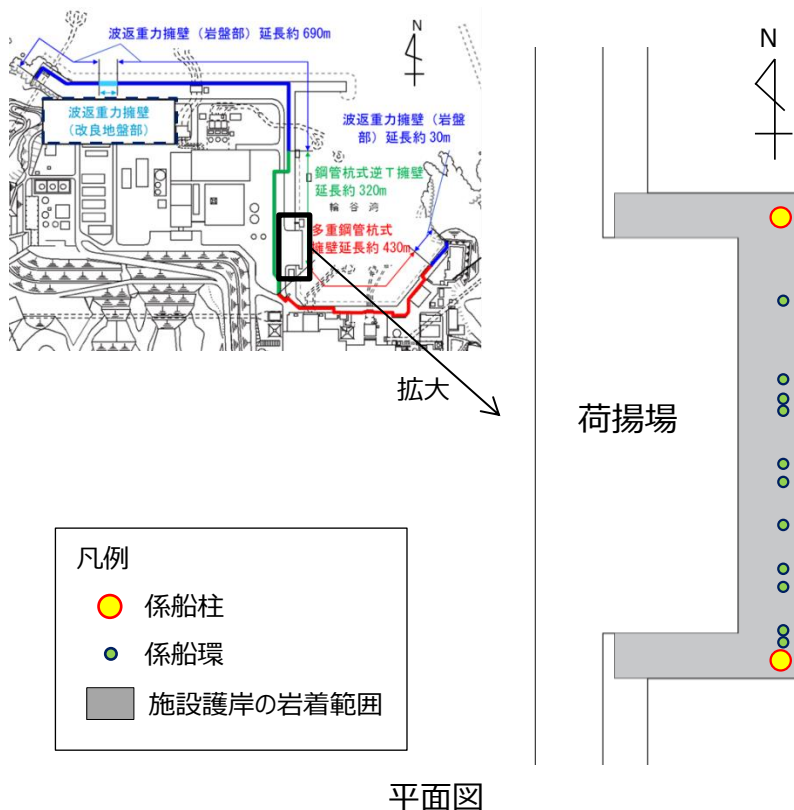 波返重力擁壁（岩盤部）延長約690m
N
波返重力擁壁
（改良地盤部）
波返重力擁壁（岩盤
部）延長約30m
鋼管杭式逆T擁壁
延長約320m
輪谷湾
多重鋼管杭式
擁壁延長約430m
拡大
N
荷揚場
凡例
係船柱
係船環
施設護岸の岩着範囲
平面図